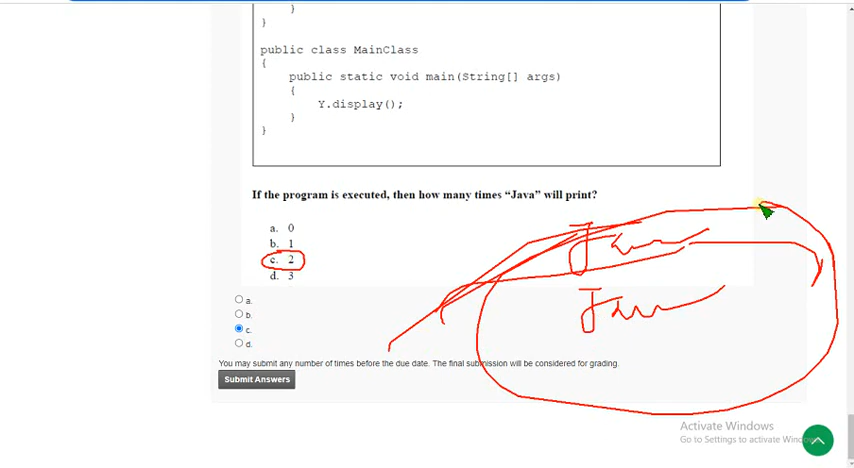 }
}
public class MainClass
{
public static void main(String[] args)
{
Y.display();
}
}
If the program is executed, then how many times “Java” will print?
a. 0
b. 1
c. 2
d. 3
Java
Java
a.
b.
c.
d.
You may submit any number of times before the due date. The final submission will be considered for grading.
Submit Answers
Activate Windows
Go to Settings to activate Windows.